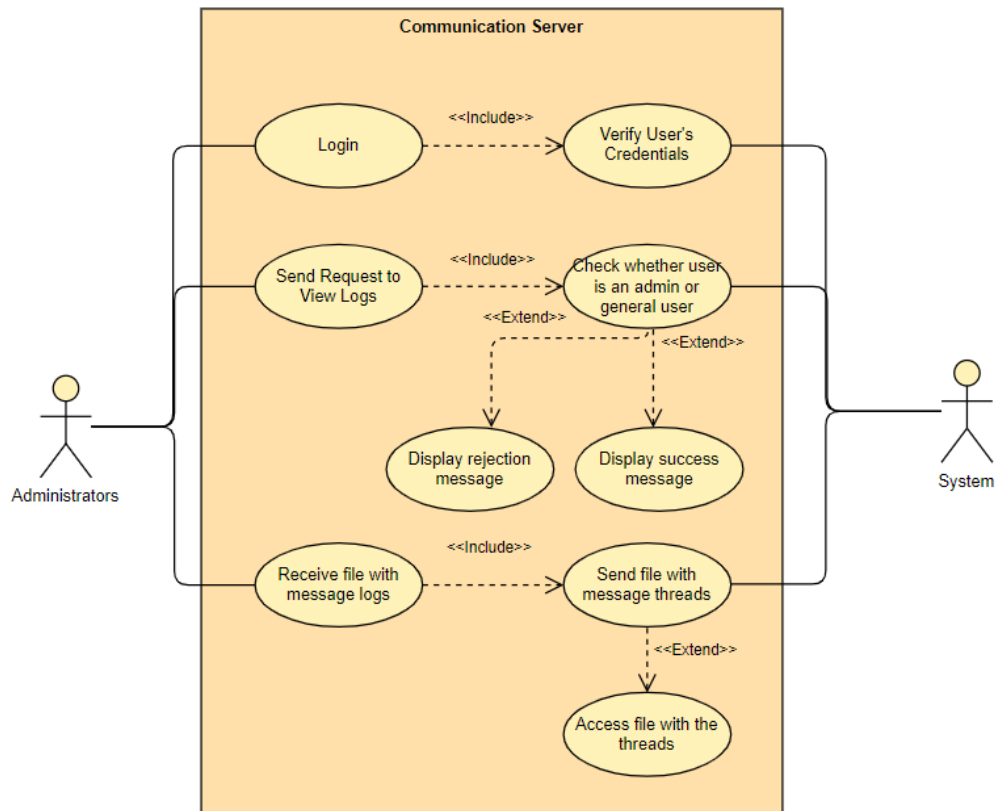 Communication Server
<<Include>>
Login
Verify User's
Credentials
<<Include>>
Send Request to
View Logs
Check whether user
is an admin or
general user
<<Extend>>
<<Extend>>
Display rejection
message
Display success
message
Administrators
System
<<Include>>
Receive file with
message logs
Send file with
message threads
<<Extend>>
Access file with the
threads